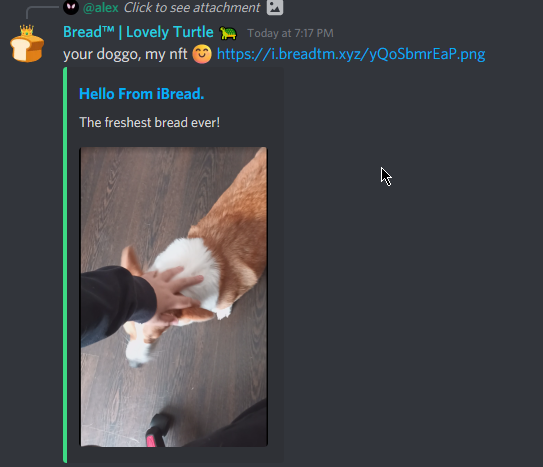 @alex Click to see attachment
Bread™ | Lovely Turtle 🐢 Today at 7:17 PM
your doggo, my nft 😊 https://i.breadtm.xyz/yQoSbmrEaP.png
Hello From iBread.
The freshest bread ever!